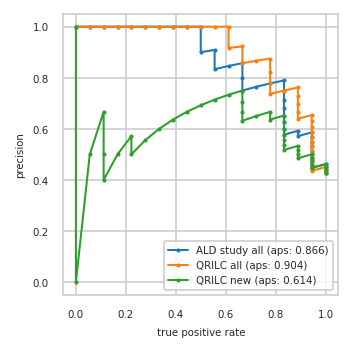 1.0
0.8
0.6
0.4
0.2
0.0
precision
ALD study all (aps: 0.866)
QRILC all (aps: 0.904)
QRILC new (aps: 0.614)
0.0 0.2 0.4 0.6 0.8 1.0
true positive rate